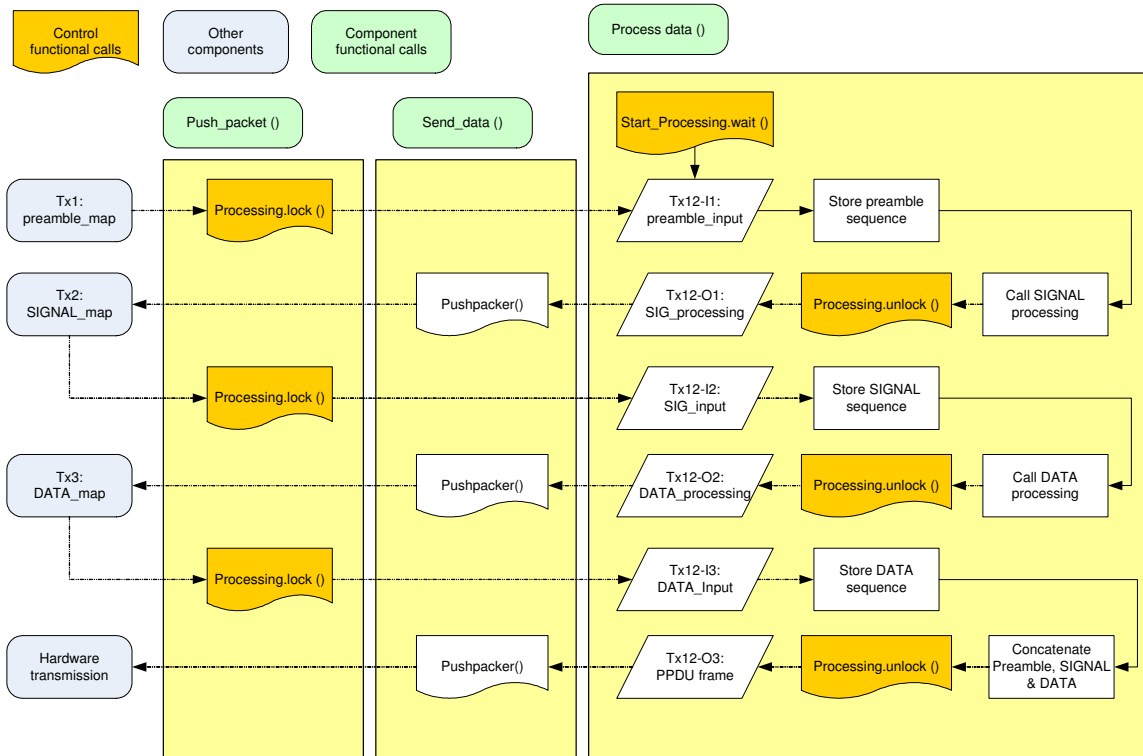 Control
functional calls
Other
components
Component
functional calls
Process data ()
Push_packet ()
Send_data ()
Start_Processing.wait ()
Tx1:
preamble_map
Processing.lock ()
Tx12-I1:
preamble_input
Store preamble
sequence
Tx2:
SIGNAL_map
Pushpacker()
Tx12-O1:
SIG_processing
Processing.unlock ()
Call SIGNAL
processing
Processing.lock ()
Tx12-I2:
SIG_input
Store SIGNAL
sequence
Tx3:
DATA_map
Pushpacker()
Tx12-O2:
DATA_processing
Processing.unlock ()
Call DATA
processing
Processing.lock ()
Tx12-I3:
DATA_Input
Store DATA
sequence
Hardware
transmission
Pushpacker()
Tx12-O3:
PPDU frame
Processing.unlock ()
Concatenate
Preamble, SIGNAL
& DATA